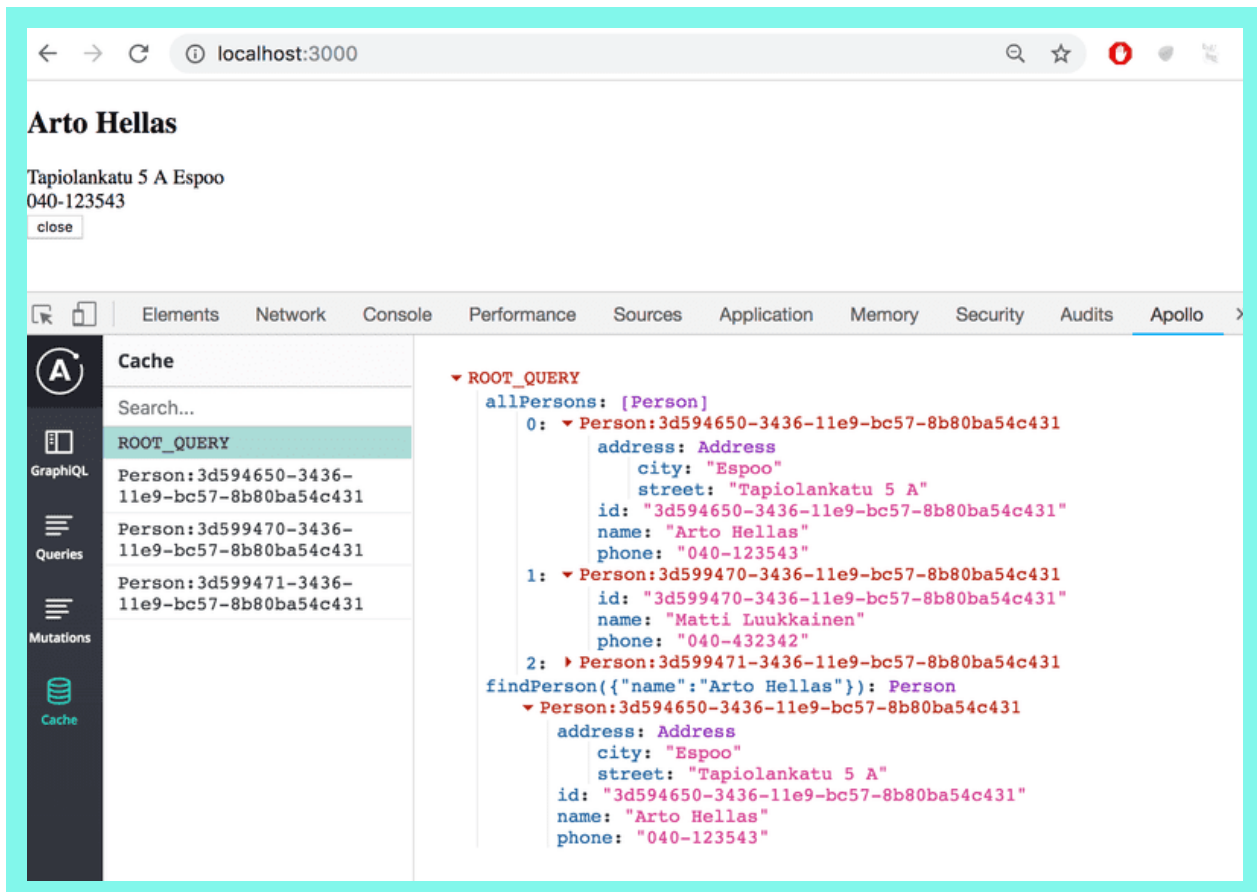 localhost:3000
Arto Hellas
Tapiolankatu 5 A Espoo
040-123543
close
Elements Network Console Performance Sources Application Memory Security Audits Apollo
A
GraphiQL
Queries
Mutations
Cache
Cache
Search...
ROOT_QUERY
Person:3d594650-3436-
11e9-bc57-8b80ba54c431
Person:3d599470-3436-
11e9-bc57-8b80ba54c431
Person:3d599471-3436-
11e9-bc57-8b80ba54c431
ROOT_QUERY
allPersons: [Person]
0: Person:3d594650-3436-11e9-bc57-8b80ba54c431
address: Address
city: "Espoo"
street: "Tapiolankatu 5 A"
id: "3d594650-3436-11e9-bc57-8b80ba54c431"
name: "Arto Hellas"
phone: "040-123543"
1: Person:3d599470-3436-11e9-bc57-8b80ba54c431
id: "3d599470-3436-11e9-bc57-8b80ba54c431"
name: "Matti Luukkainen"
phone: "040-432342"
2: Person:3d599471-3436-11e9-bc57-8b80ba54c431
findPerson({"name":"Arto Hellas"}): Person
Person:3d594650-3436-11e9-bc57-8b80ba54c431
address: Address
city: "Espoo"
street: "Tapiolankatu 5 A"
id: "3d594650-3436-11e9-bc57-8b80ba54c431"
name: "Arto Hellas"
phone: "040-123543"